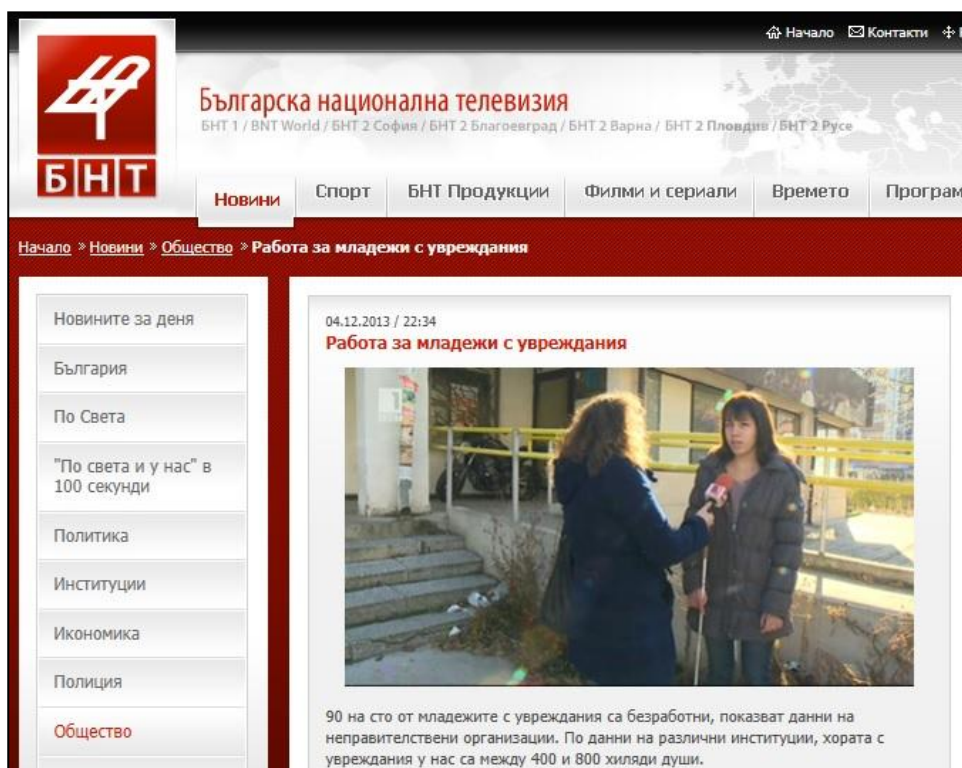 Начало Контакти
Българска национална телевизия
БНТ 1 / BNT World / БНТ 2 София / БНТ 2 Благоевград / БНТ 2 Варна / БНТ 2 Пловдив / БНТ 2 Русе
БНТ
Новини Спорт БНТ Продукции Филми и сериали Времето Програм
Начало » Новини » Общество » Работа за младежи с увреждания
Новините за деня
България
По Света
"По света и у нас" в
100 секунди
Политика
Институции
Икономика
Полиция
Общество
04.12.2013 / 22:34
Работа за младежи с увреждания
90 на сто от младежите с увреждания са безработни, показват данни на
неправителствени организации. По данни на различни институции, хората с
увреждания у нас са между 400 и 800 хиляди души.